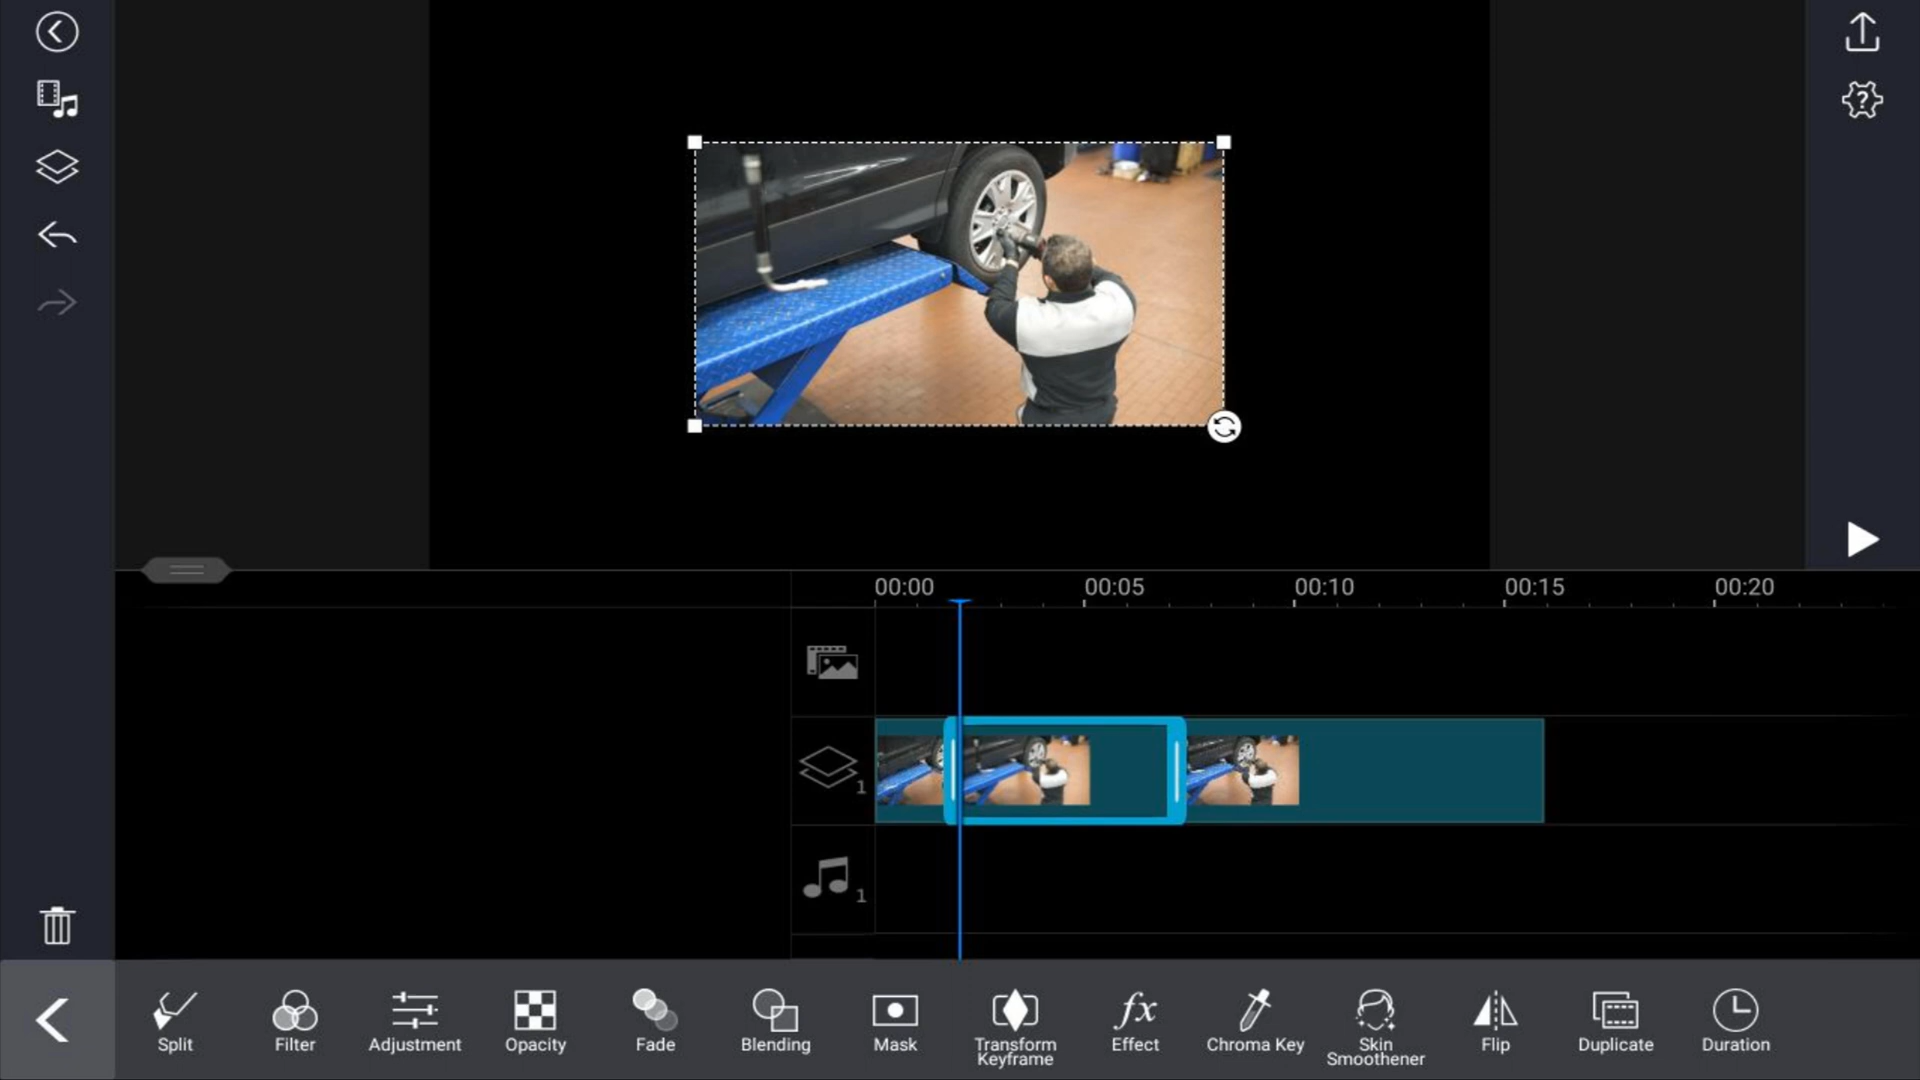 00:00 00:05 00:10 00:15 00:20
1
1
Split Filter Adjustment Opacity Fade Blending Mask Transform Keyframe Effect Chroma Key Skin Smoothener Flip Duplicate Duration